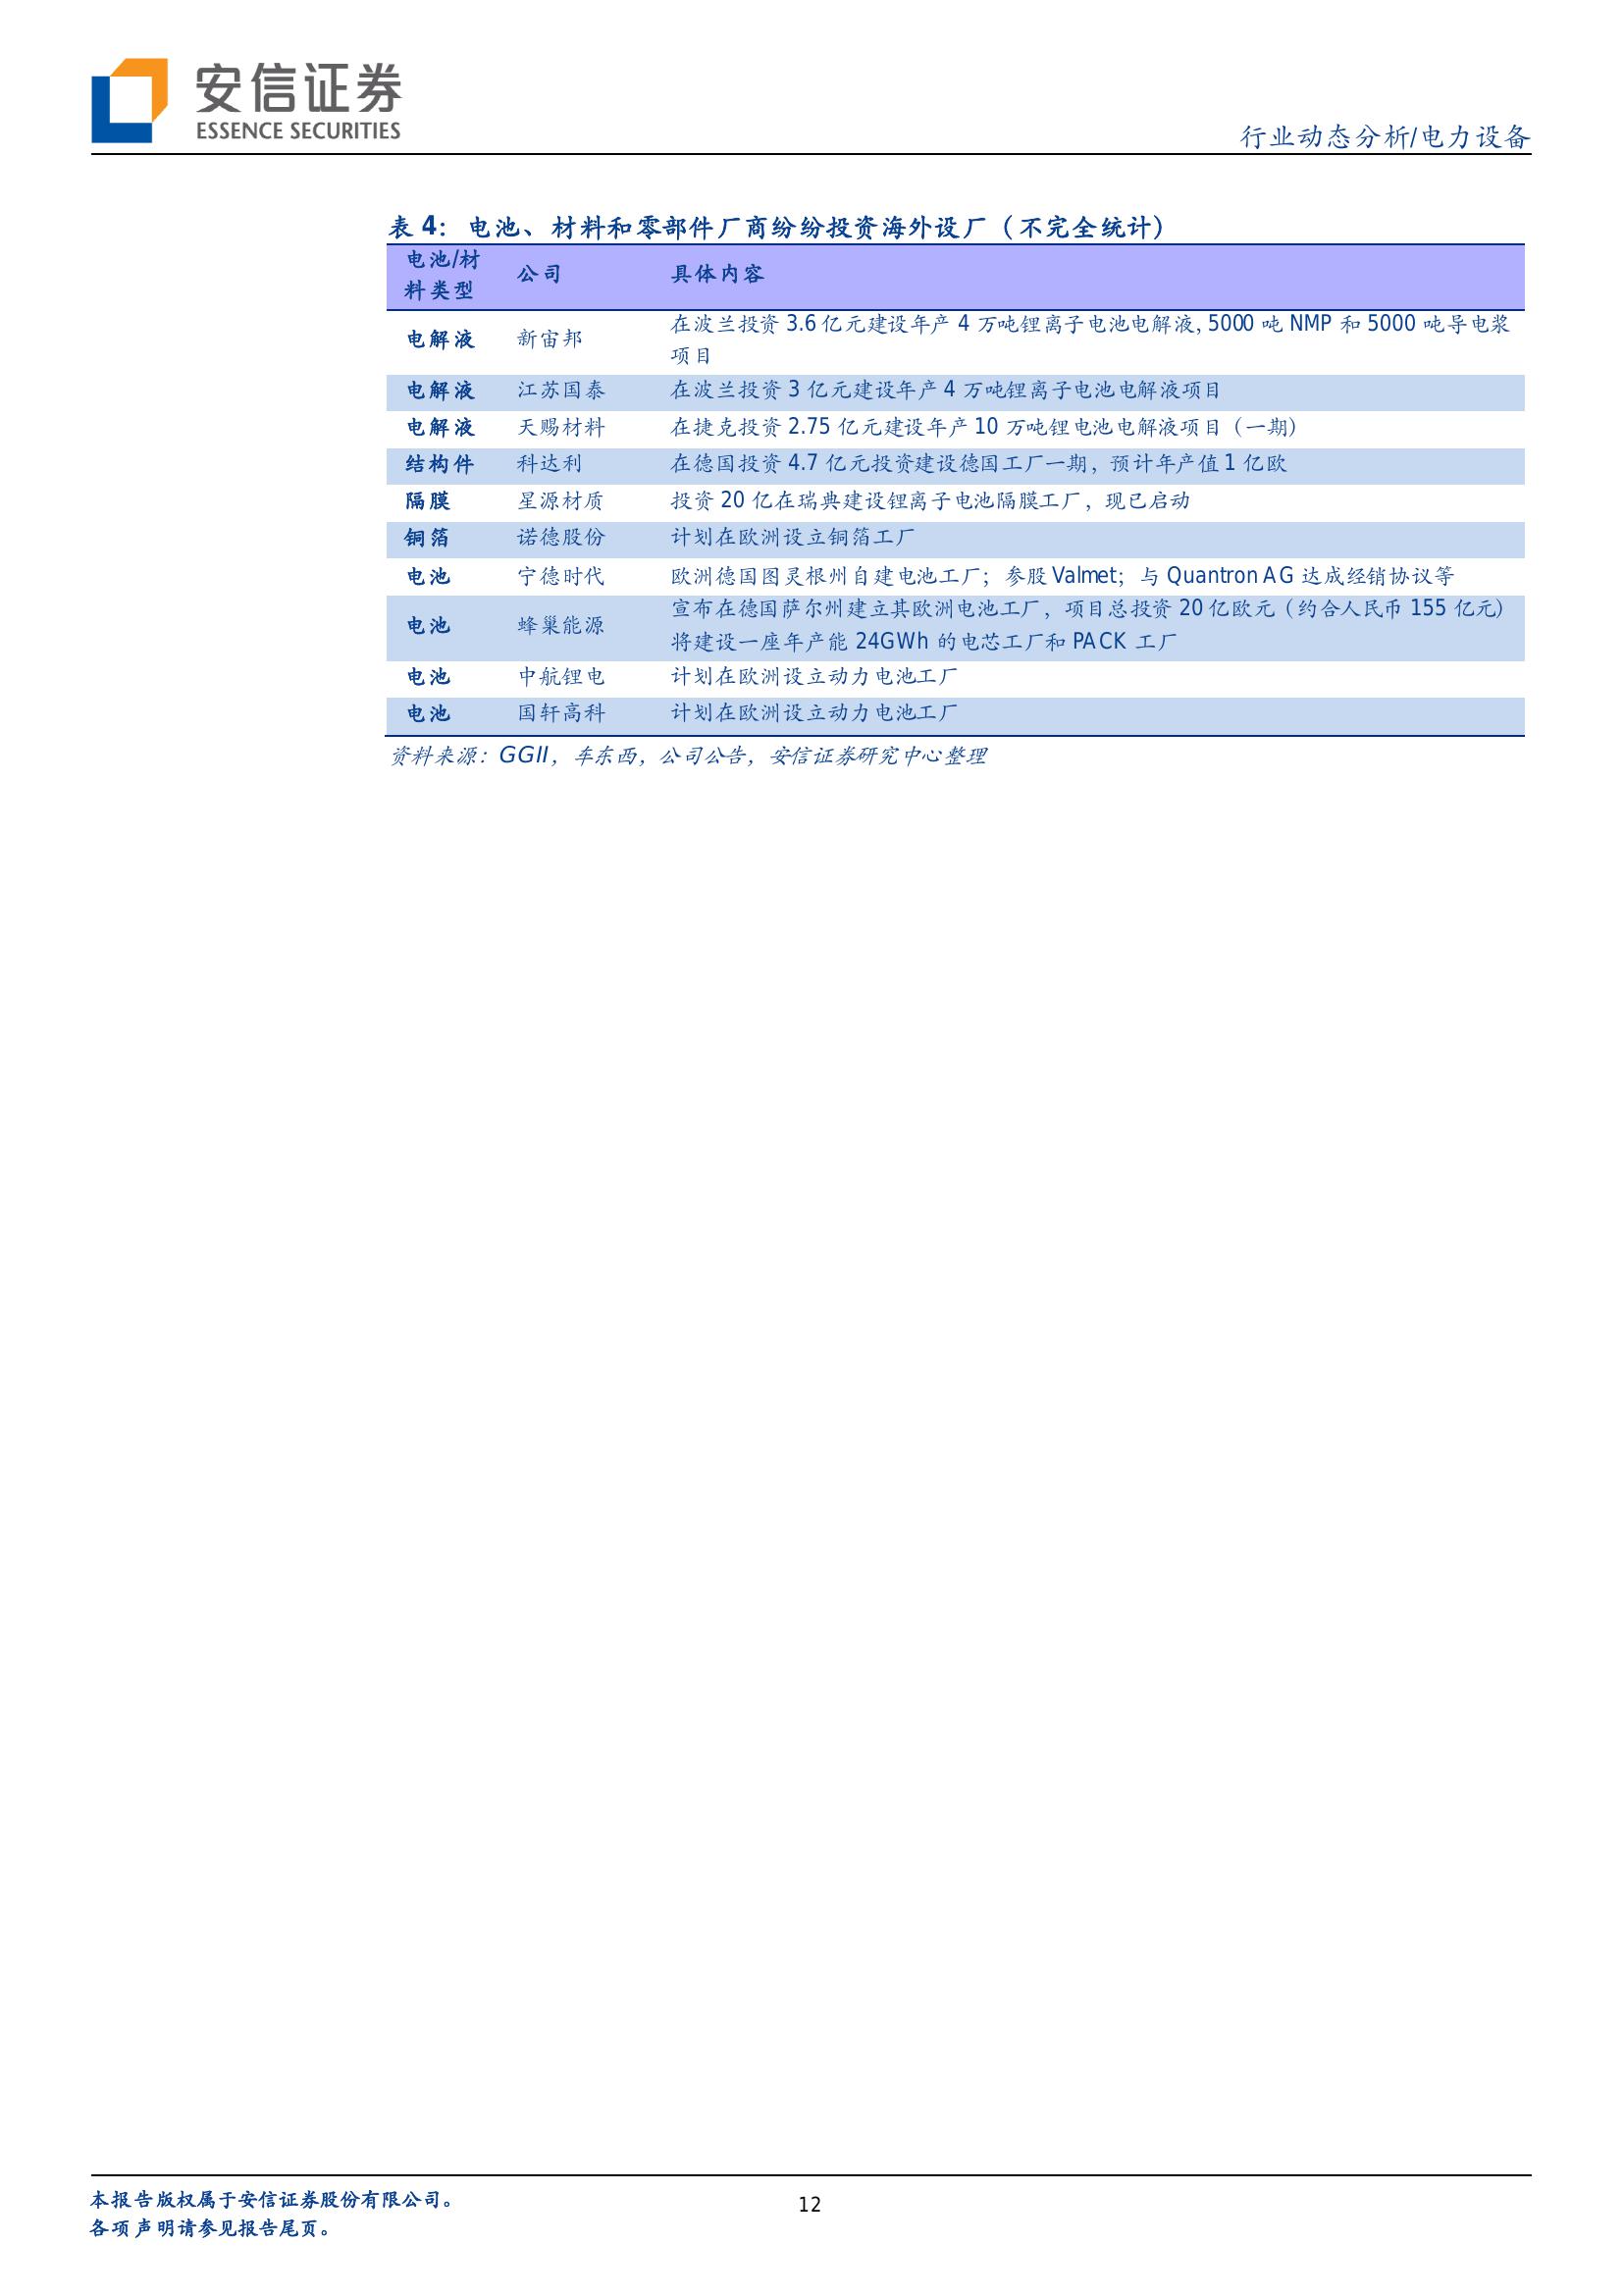 安信证券
ESSENCE SECURITIES
行业动态分析/电力设备
表 4：电池、材料和零部件厂商纷纷投资海外设厂（不完全统计）
电池/材
料类型
公司
具体内容
电解液
新宙邦
在波兰投资 3.6 亿元建设年产 4 万吨锂离子电池电解液，5000 吨 NMP 和 5000 吨导电浆
项目
电解液
江苏国泰
在波兰投资 3 亿元建设年产 4 万吨锂离子电池电解液项目
电解液
天赐材料
在捷克投资 2.75 亿元建设年产 10 万吨锂电池电解液项目（一期）
结构件
科达利
在德国投资 4.7 亿元投资建设德国工厂一期，预计年产值 1 亿欧
隔膜
星源材质
投资 20 亿在瑞典建设锂离子电池隔膜工厂，现已启动
铜箔
诺德股份
计划在欧洲设立铜箔工厂
电池
宁德时代
欧洲德国图灵根州自建电池工厂；参股 Valmet；与 Quantron AG 达成经销协议等
电池
蜂巢能源
宣布在德国萨尔州建立其欧洲电池工厂，项目总投资 20 亿欧元（约合人民币 155 亿元）
将建设一座年产能 24GWh 的电芯工厂和 PACK 工厂
电池
中航锂电
计划在欧洲设立动力电池工厂
电池
国轩高科
计划在欧洲设立动力电池工厂
资料来源：GGII，车东西，公司公告，安信证券研究中心整理
本报告版权属于安信证券股份有限公司。
各项声明请参见报告尾页。
12